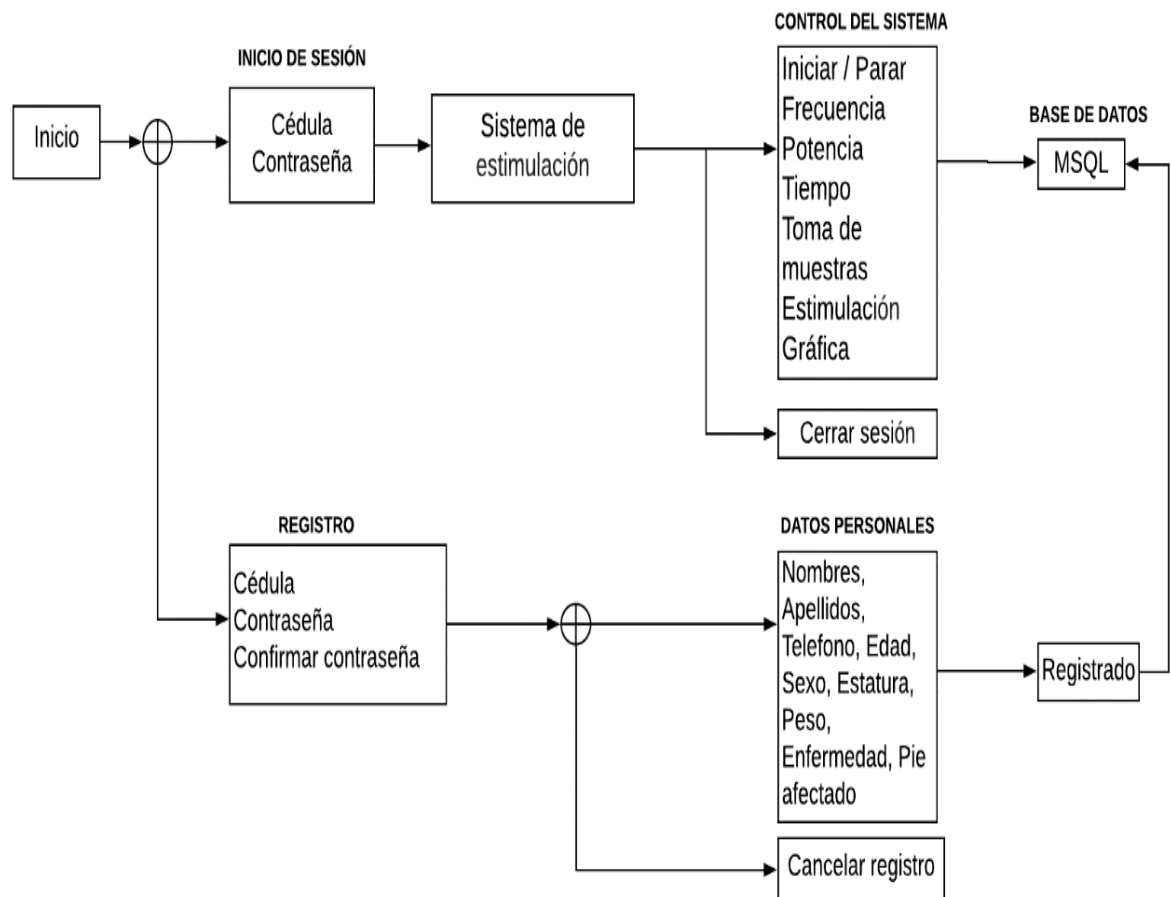 CONTROL DEL SISTEMA
INICIO DE SESIÓN
Inicio
Cédula
Contraseña
Sistema de
estimulación
Iniciar / Parar
Frecuencia
Potencia
Tiempo
Toma de
muestras
Estimulación
Gráfica
BASE DE DATOS
MSQL
Cerrar sesión
REGISTRO
Cédula
Contraseña
Confirmar contraseña
DATOS PERSONALES
Nombres,
Apellidos,
Telefono, Edad,
Sexo, Estatura,
Peso,
Enfermedad, Pie
afectado
Registrado
Cancelar registro